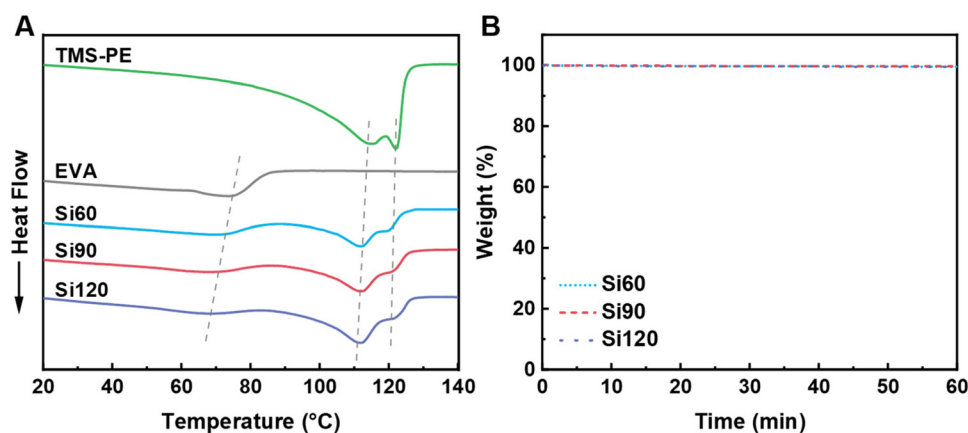 A
TMS-PE
EVA
Si60
Si90
Si120
Heat Flow
20 40 60 80 100 120 140
Temperature (°C)
B
100
80
60
40
20
0
Weight (%)
Si60
Si90
Si120
0 10 20 30 40 50 60
Time (min)